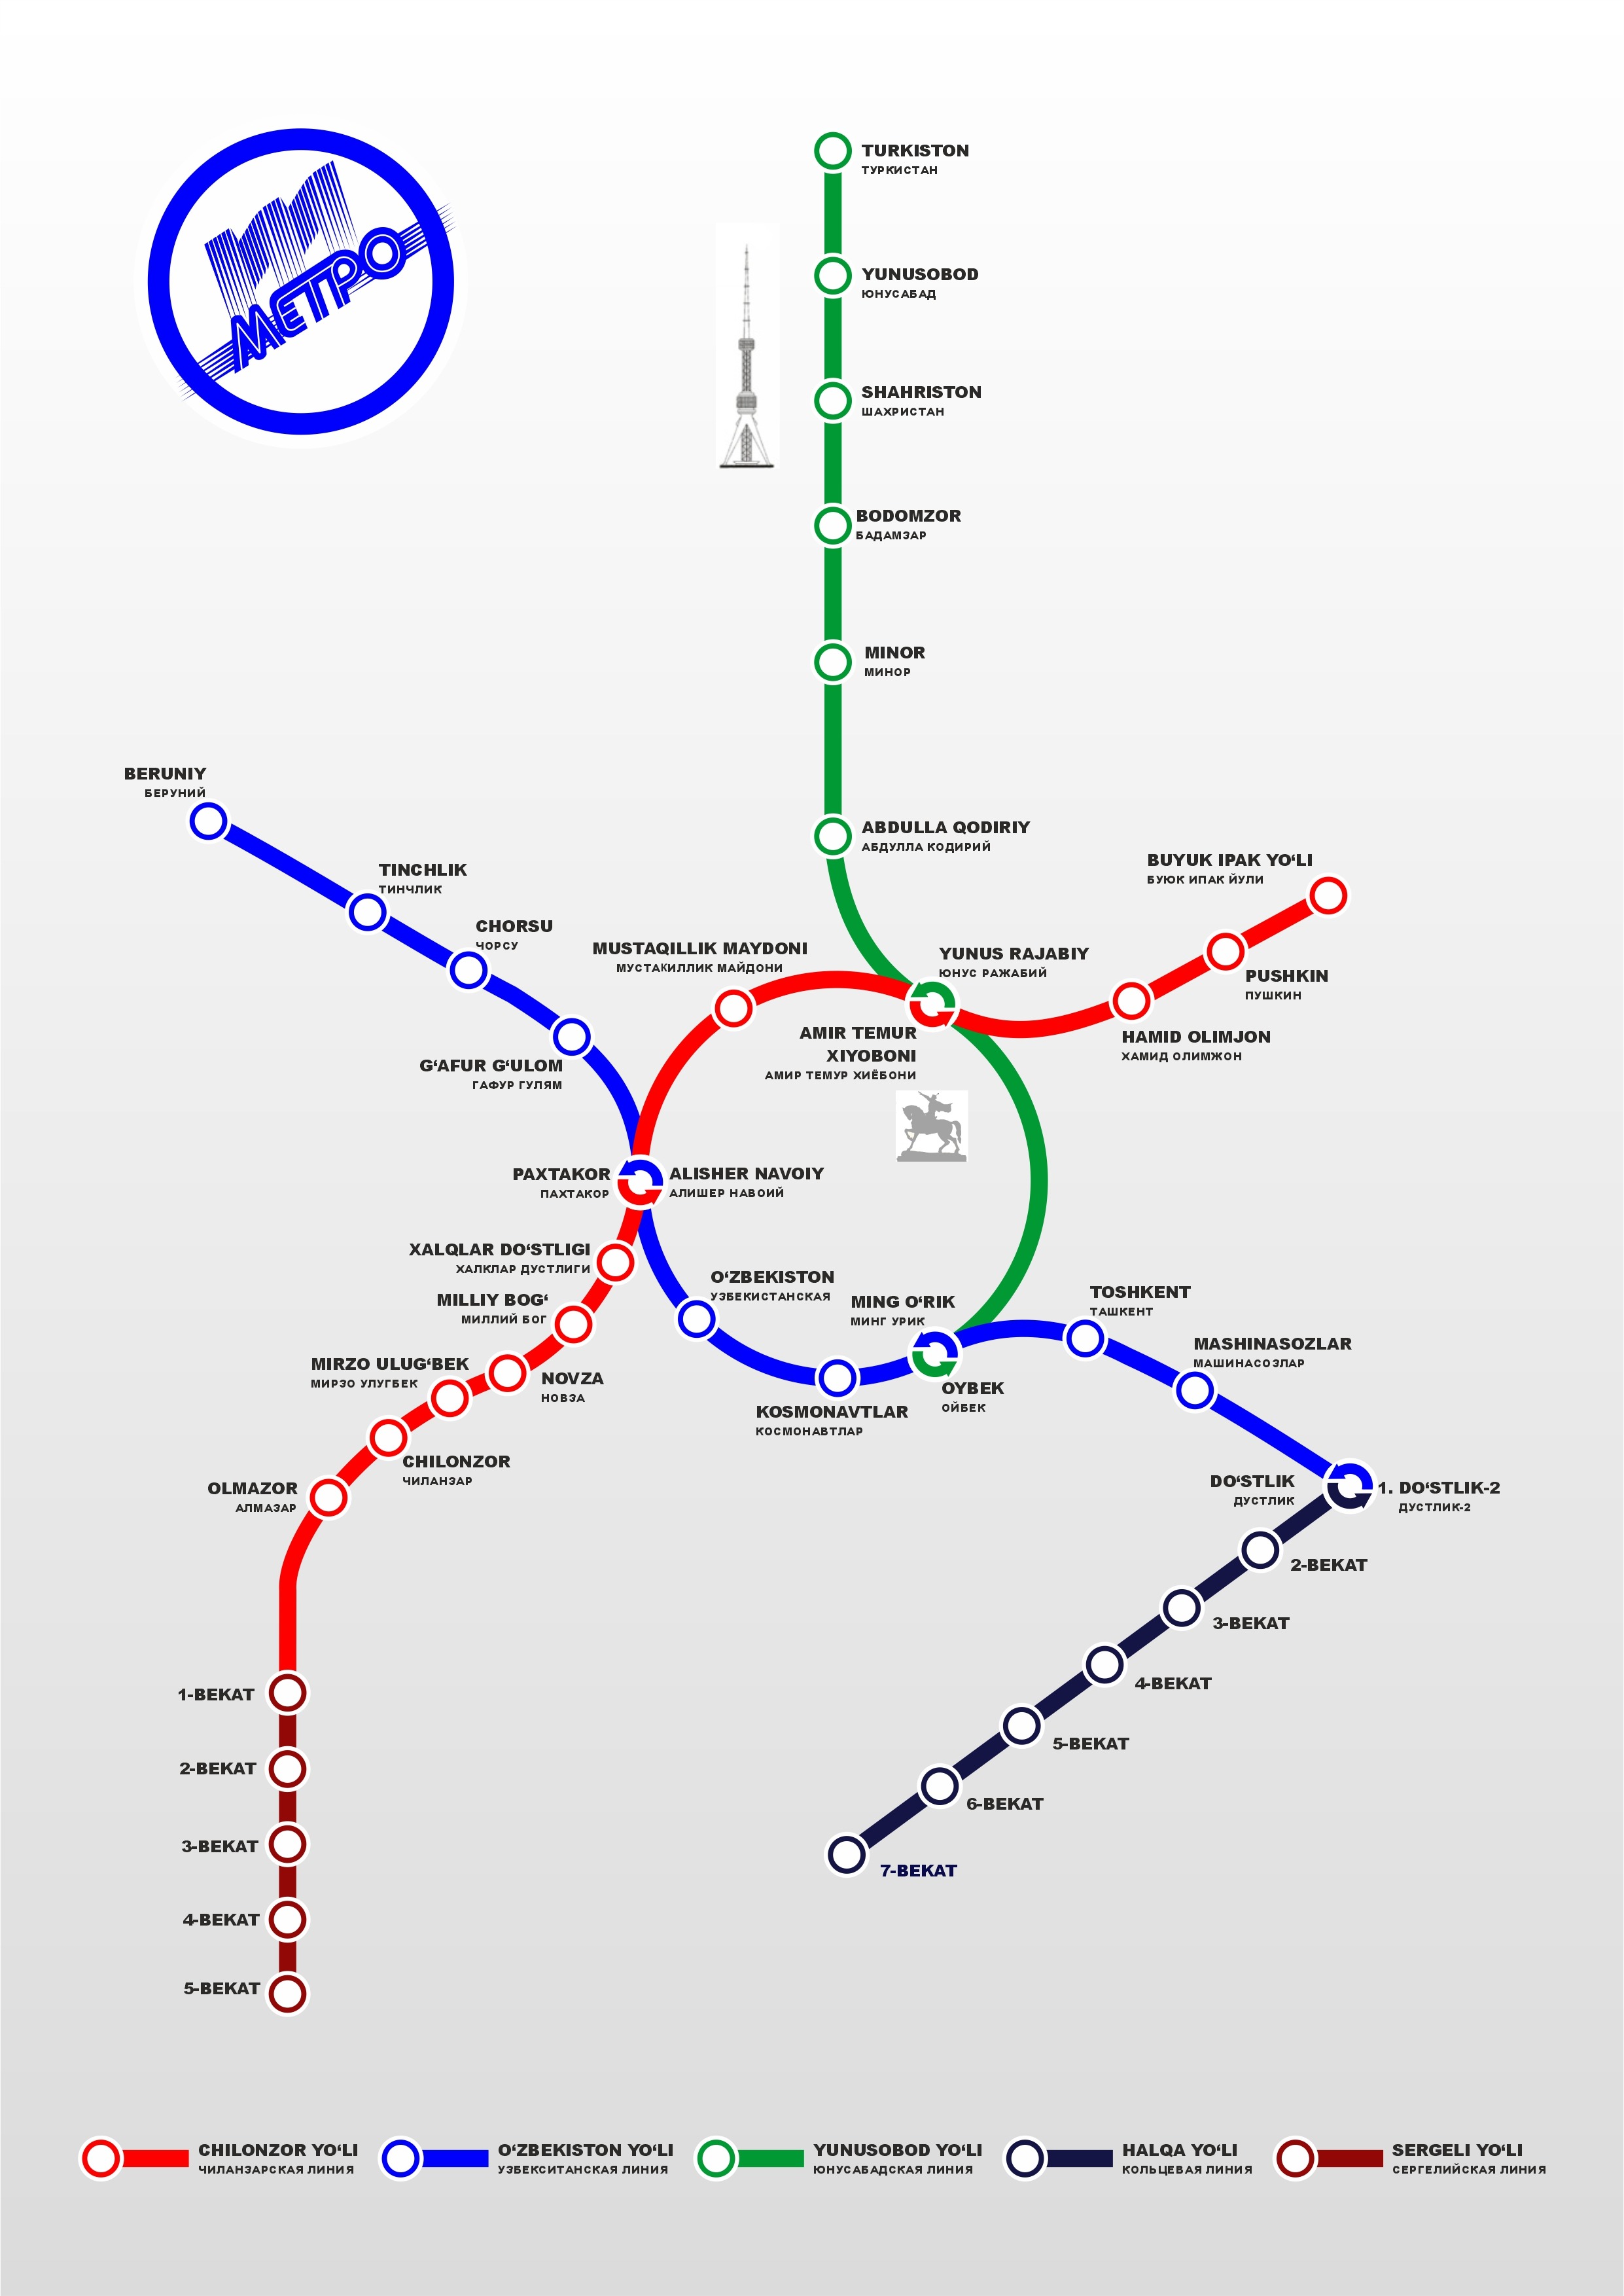 МЕТРО
TURKISTON
ТУРКИСТАН
YUNUSOBOD
ЮНУСАБАД
SHAHRISTON
ШАХРИСТАН
BODOMZOR
БАДАМЗАР
MINOR
МИНОР
ABDULLA QODIRIY
АБДУЛЛА КОДИРИЙ
BERUNIY
БЕРУНИЙ
TINCHLIK
ТИНЧЛИК
CHORSU
ЧОРСУ
G‘AFUR G‘ULOM
ГАФУР ГУЛЯМ
MUSTAQILLIK MAYDONI
МУСТАКИЛЛИК МАЙДОНИ
YUNUS RAJABIY
ЮНУС РАЖАБИЙ
AMIR TEMUR
XIYOBONI
АМИР ТЕМУР ХИЁБОНИ
BUYUK IPAK YO‘LI
БУЮК ИПАК ЙУЛИ
PUSHKIN
ПУШКИН
HAMID OLIMJON
ХАМИД ОЛИМЖОН
PAXTAKOR
ПАХТАКОР
ALISHER NAVOIY
АЛИШЕР НАВОИЙ
XALQLAR DO‘STLIGI
ХАЛКЛАР ДУСТЛИГИ
MILLIY BOG‘
МИЛЛИЙ БОГ
NOVZA
НОВЗА
MIRZO ULUG‘BEK
МИРЗО УЛУГБЕК
CHILONZOR
ЧИЛАНЗАР
OLMAZOR
АЛМАЗАР
O‘ZBEKISTON
УЗБЕКИСТАНСКАЯ
KOSMONAVTLAR
КОСМОНАВТЛАР
MING O‘RIK
МИНГ УРИК
OYBEK
ОЙБЕК
TOSHKENT
ТАШКЕНТ
MASHINASOZLAR
МАШИНАСОЗЛАР
DO‘STLIK
ДУСТЛИК
1. DO‘STLIK-2
ДУСТЛИК-2
2-BEKAT
3-BEKAT
4-BEKAT
5-BEKAT
6-BEKAT
7-BEKAT
1-BEKAT
2-BEKAT
3-BEKAT
4-BEKAT
5-BEKAT
CHILONZOR YO‘LI
ЧИЛАНЗАРСКАЯ ЛИНИЯ
O‘ZBEKISTON YO‘LI
УЗБЕКСИТАНСКАЯ ЛИНИЯ
YUNUSOBOD YO‘LI
ЮНУСАБАДСКАЯ ЛИНИЯ
HALQA YO‘LI
КОЛЬЦЕВАЯ ЛИНИЯ
SERGELI YO‘LI
СЕРГЕЛИЙСКАЯ ЛИНИЯ